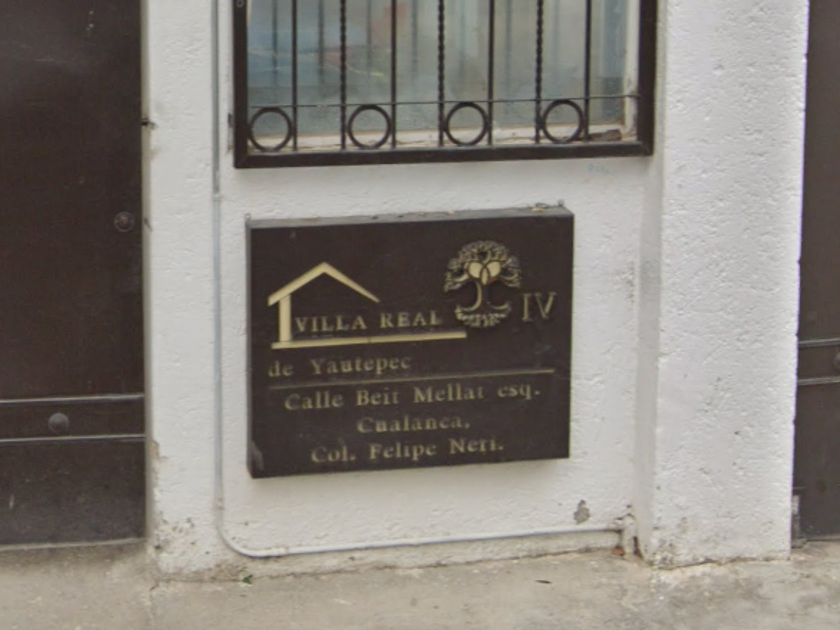 VILLA REAL IV
de Yautepec
Calle Beit Mellat esq.
Cualanca,
Col. Felipe Neri.